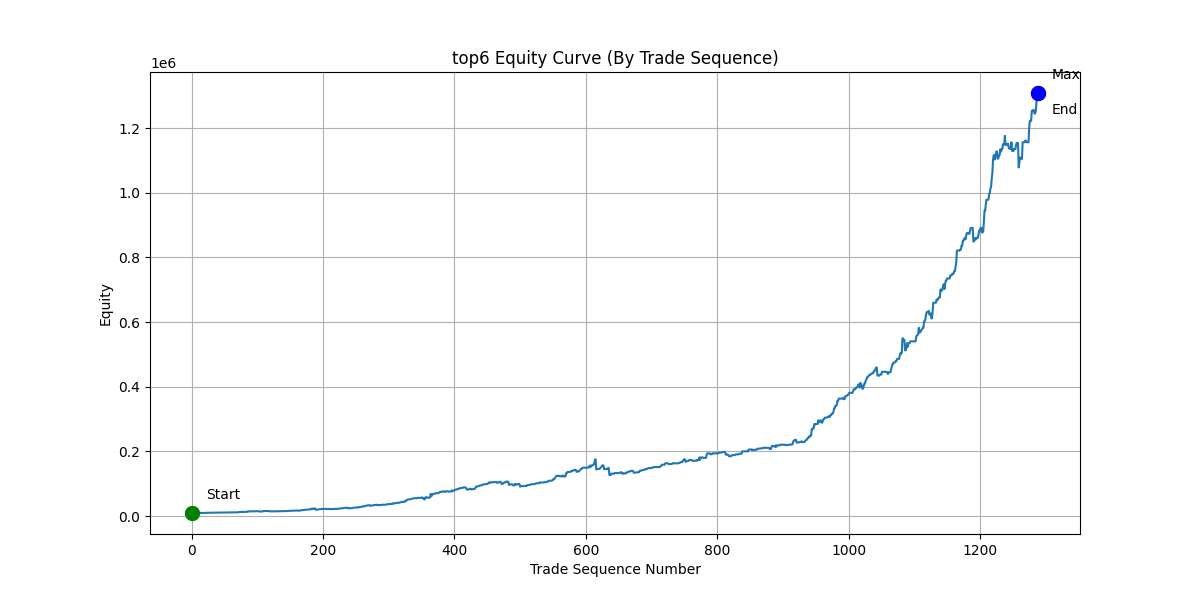 top6 Equity Curve (By Trade Sequence)
1e6
Max
End
1.2
1.0
0.8
0.6
0.4
0.2
0.0
Equity
Start
0 200 400 600 800 1000 1200
Trade Sequence Number